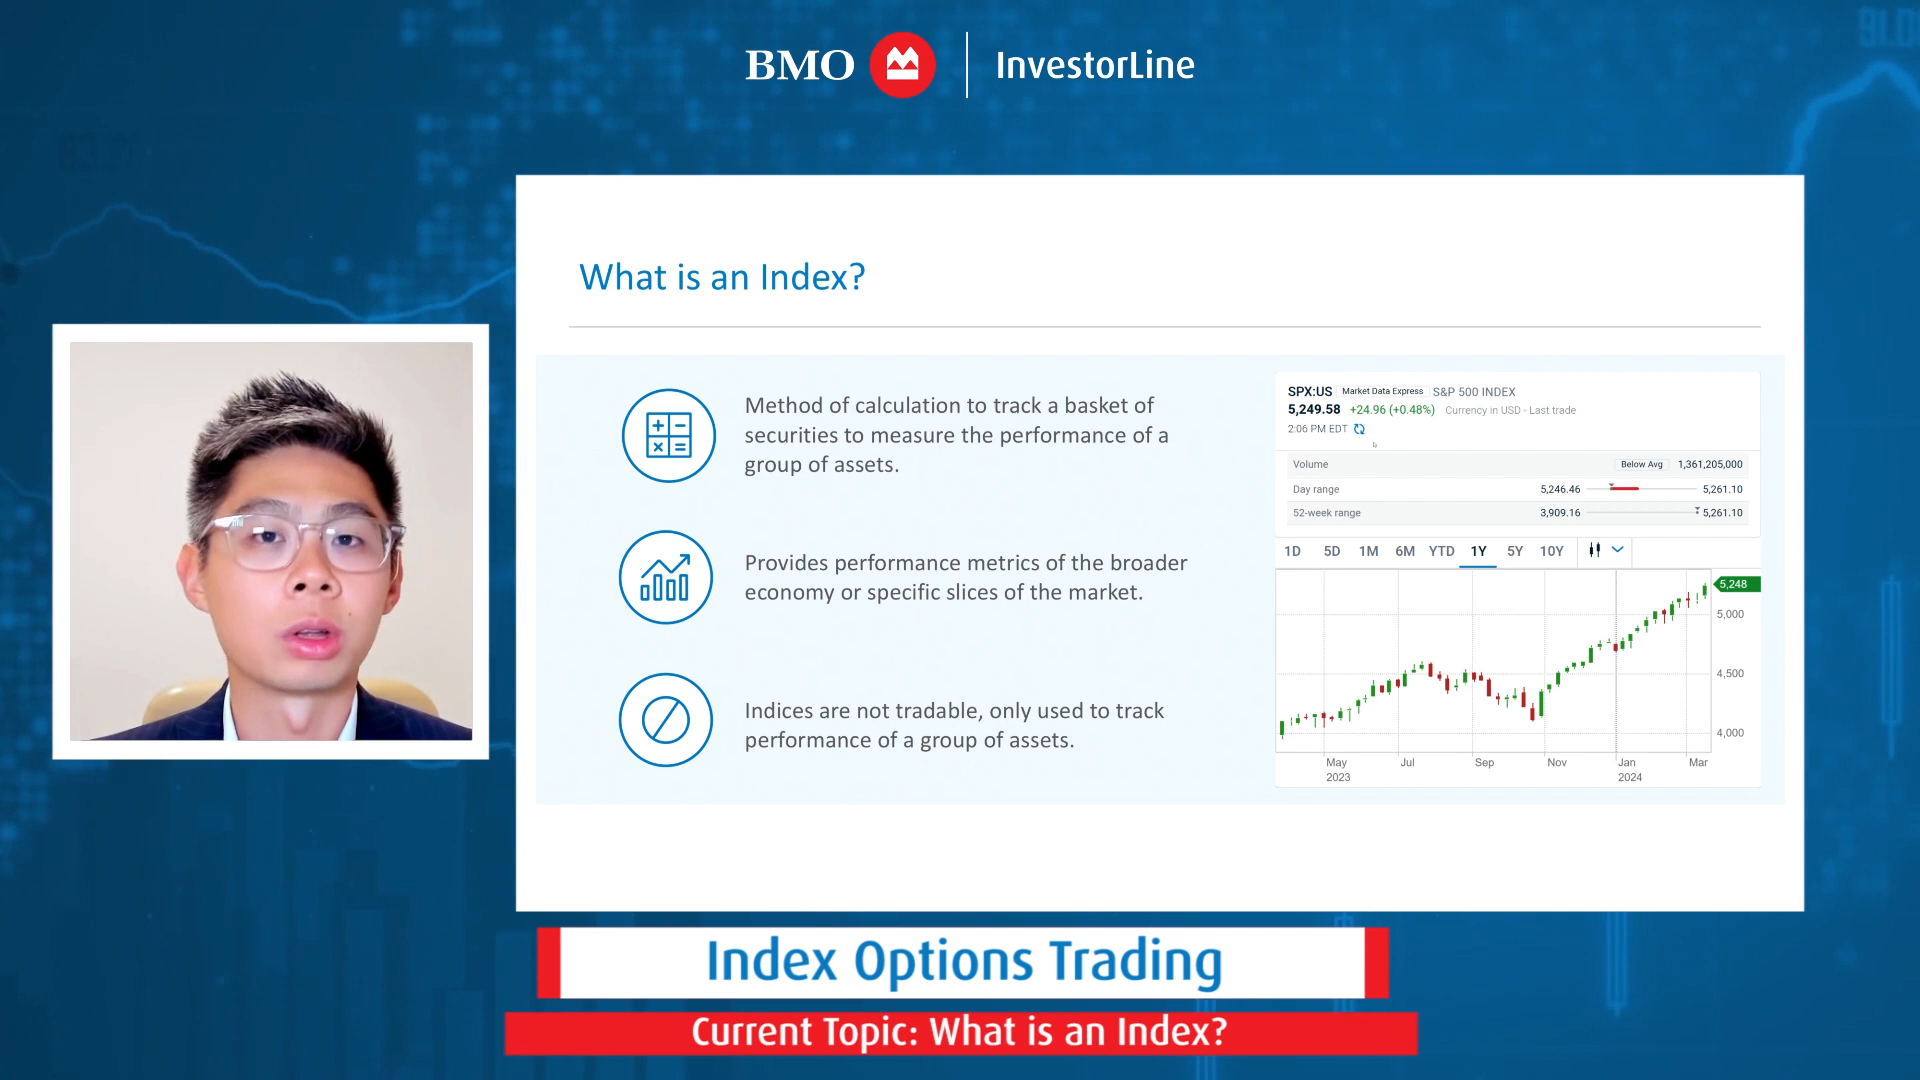 BMO InvestorLine
What is an Index?
Method of calculation to track a basket of
securities to measure the performance of a
group of assets.
Provides performance metrics of the broader
economy or specific slices of the market.
Indices are not tradable, only used to track
performance of a group of assets.
SPX:US Market Data Express S&P 500 INDEX
5,249.58 +24.96 (+0.48%) Currency in USD - Last trade
2:06 PM EDT
Volume Below Avg 1,361,205,000
Day range 5,246.46 5,261.10
52-week range 3,909.16 5,261.10
1D 5D 1M 6M YTD 1Y 5Y 10Y
5,248
5,000
4,500
4,000
May Jul Sep Nov Jan Mar
2023 2024
Index Options Trading
Current Topic: What is an Index?